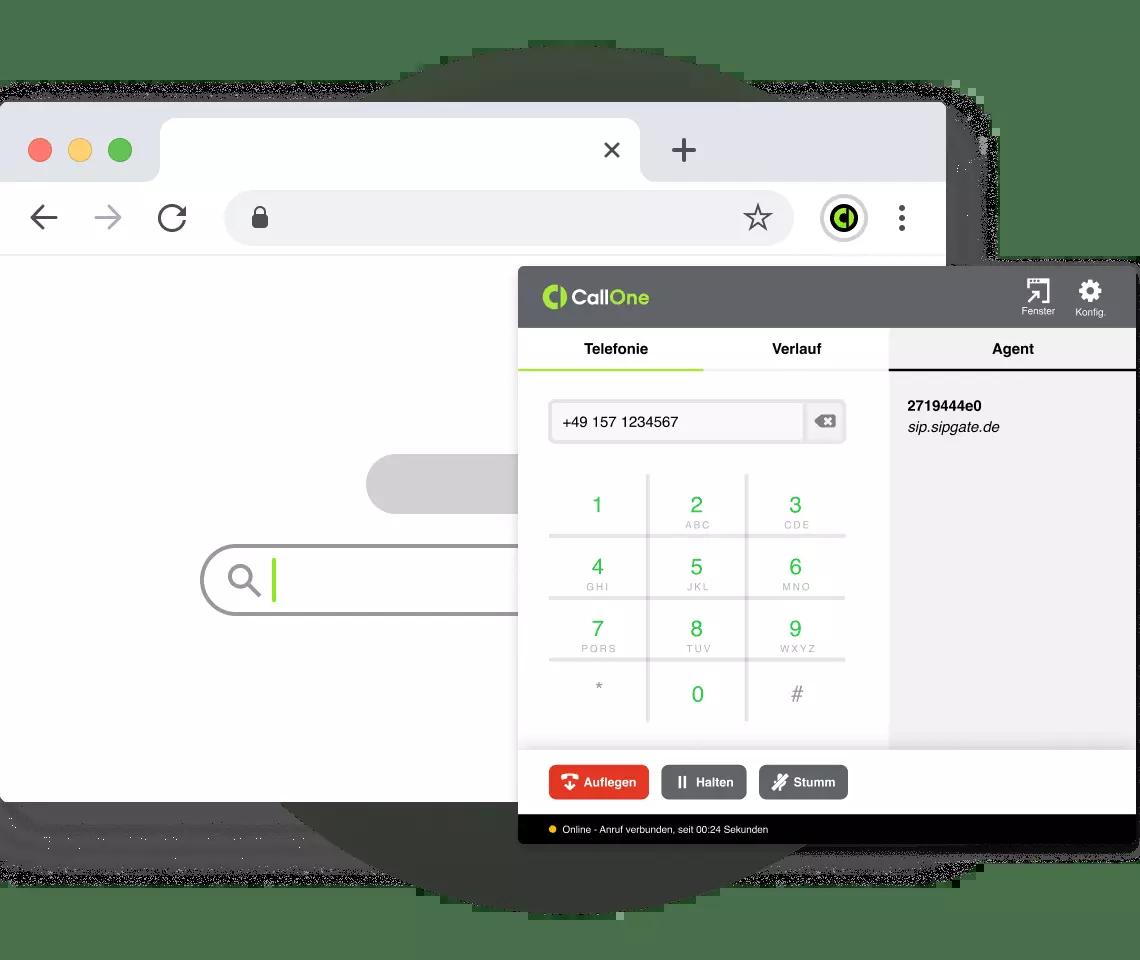 CallOne
Fenster
Konfig.
Telefonie
Verlauf
Agent
+49 157 1234567
2719444e0
sip.sipgate.de
1
2
ABC
3
CDE
4
GHI
5
JKL
6
MNO
7
PQRS
8
TUV
9
WXYZ
*
0
#
Auflegen
Halten
Stumm
Online - Anruf verbunden, seit 00:24 Sekunden